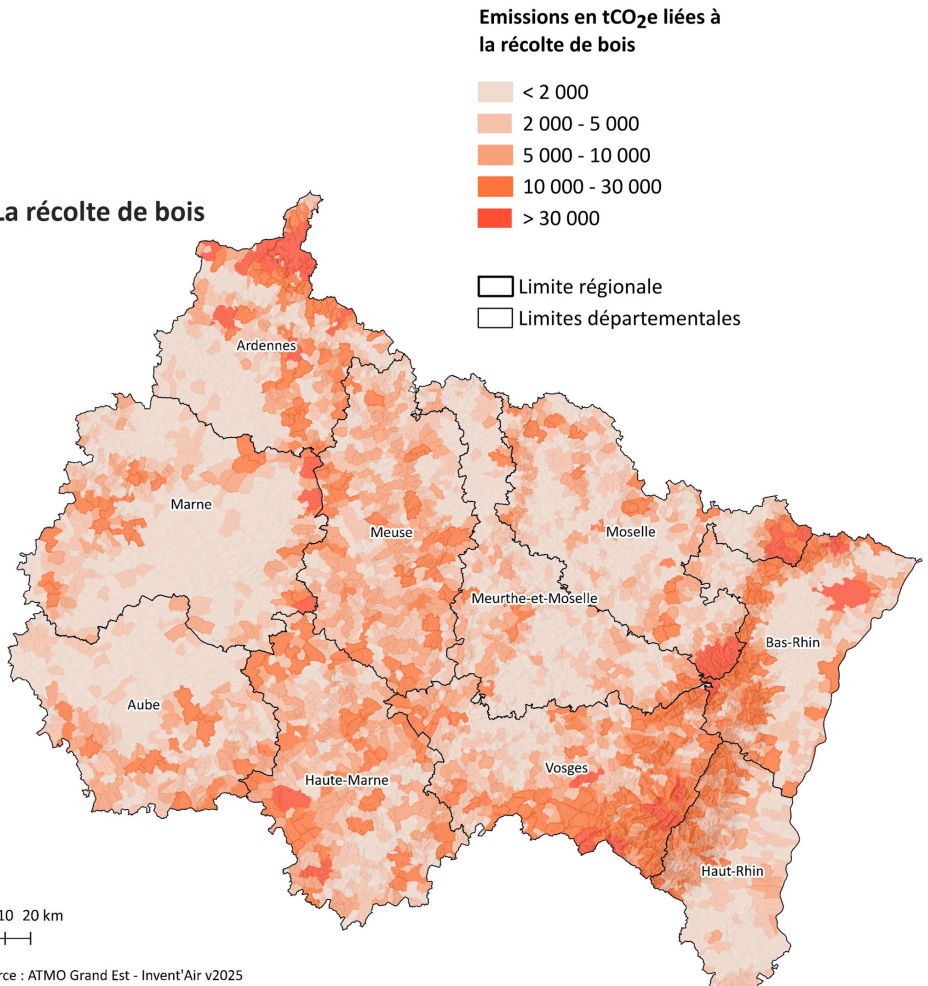 Emissions en tCO2e liées à
la récolte de bois
< 2 000
2 000 - 5 000
5 000 - 10 000
10 000 - 30 000
> 30 000
La récolte de bois
Limite régionale
Limites départementales
Ardennes
Marne
Meuse
Moselle
Meurthe-et-Moselle
Bas-Rhin
Aube
Vosges
Haute-Marne
Haut-Rhin
10 20 km
rce : ATMO Grand Est - Invent'Air v2025